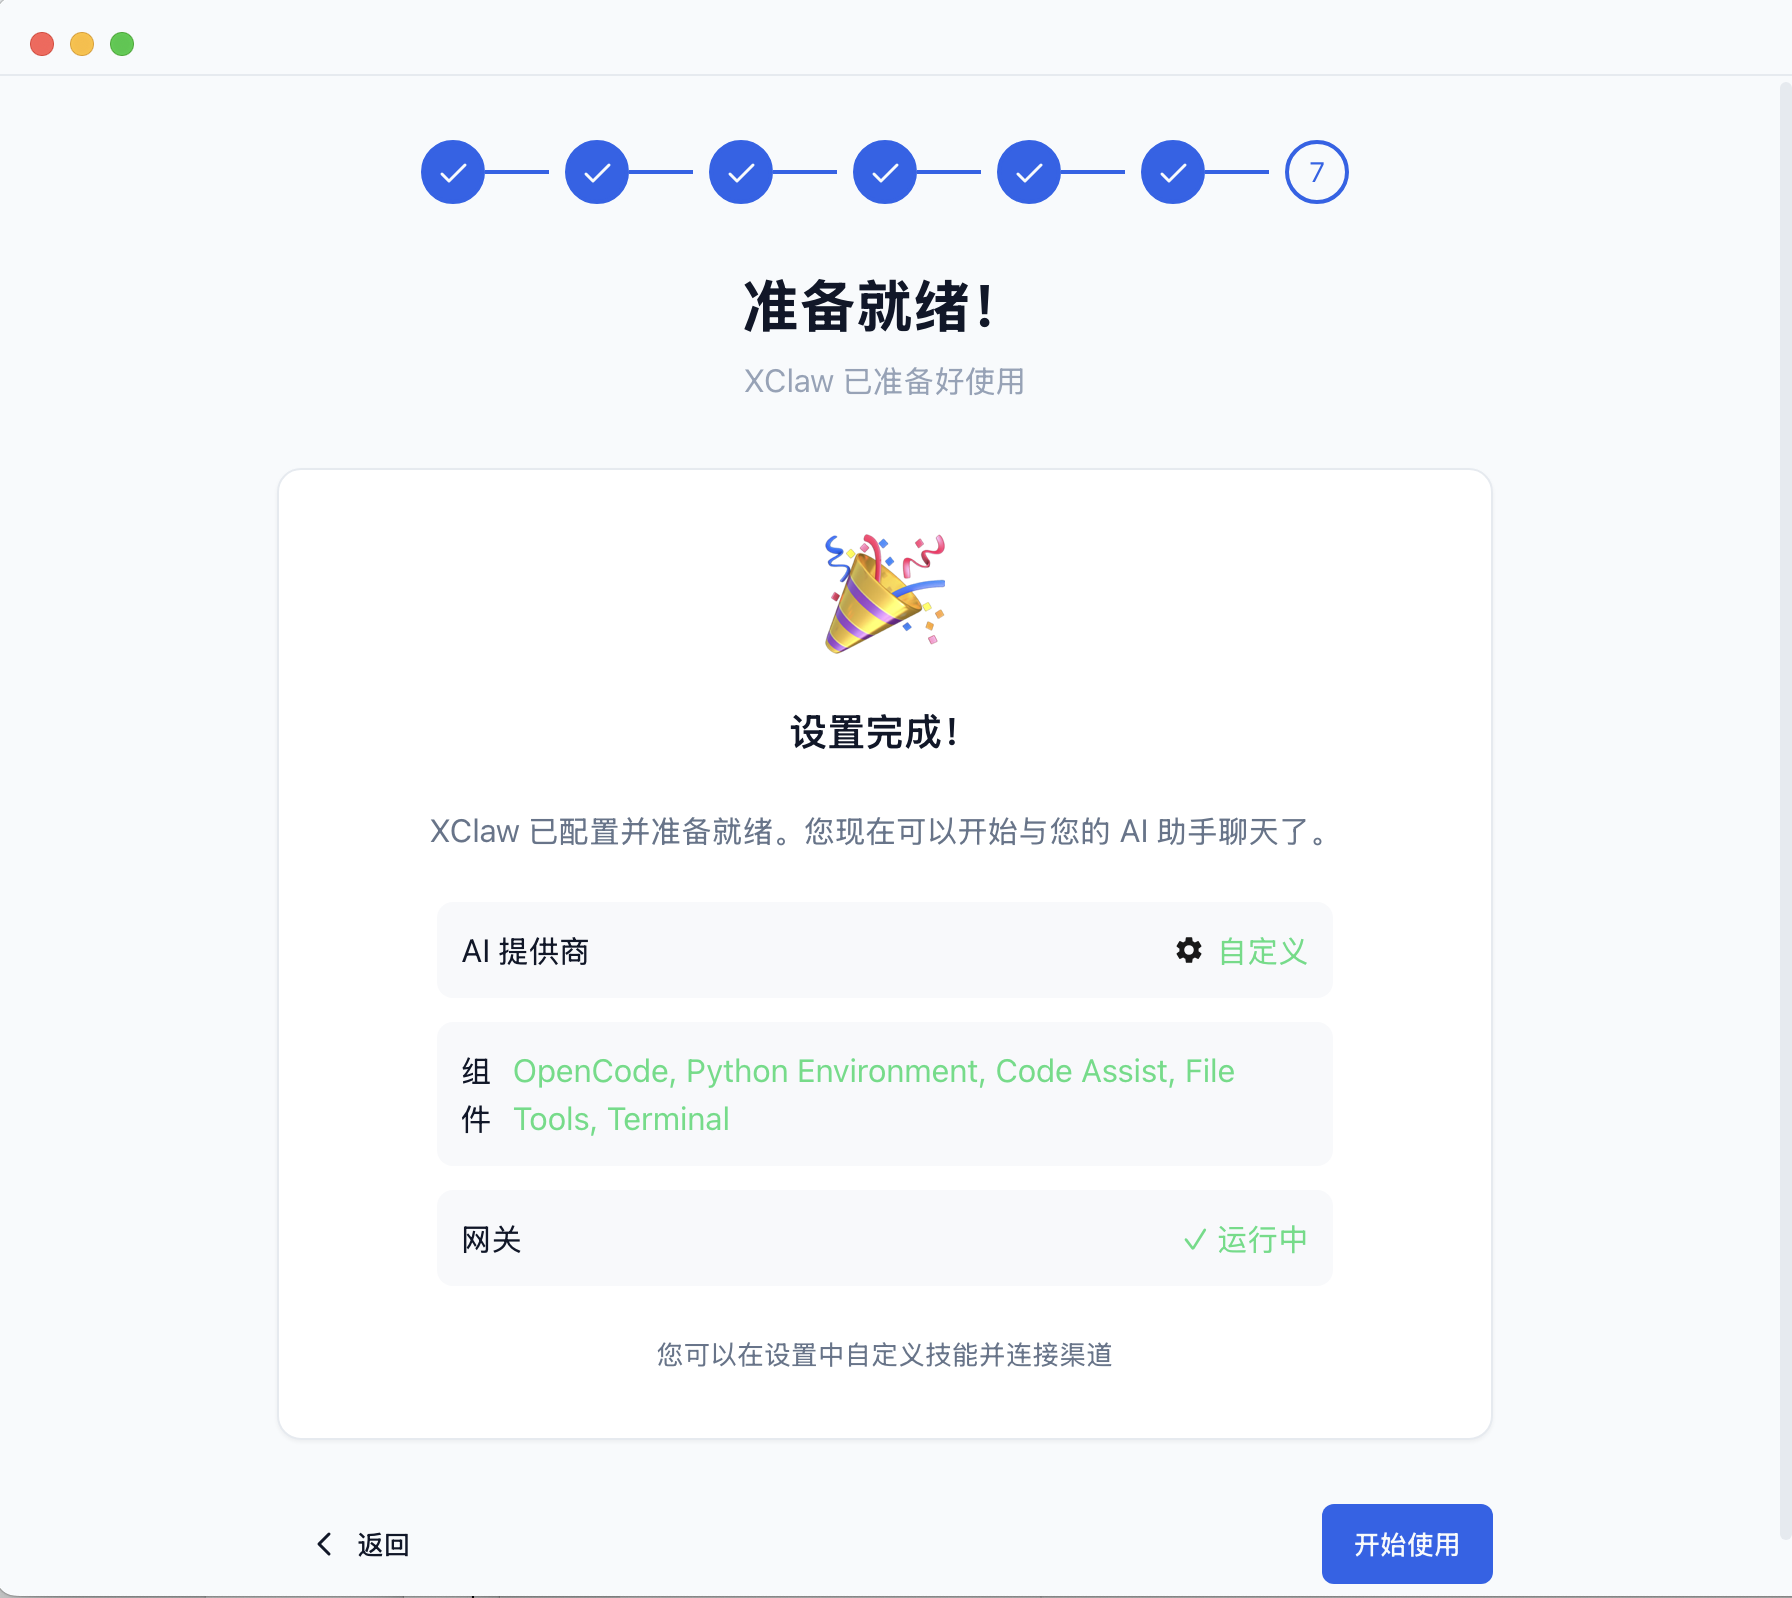 7
准备就绪！
XClaw 已准备好使用
设置完成！
XClaw 已配置并准备就绪。您现在可以开始与您的 AI 助手聊天了。
AI 提供商 自定义
组件 OpenCode, Python Environment, Code Assist, File
Tools, Terminal
网关 ✓ 运行中
您可以在设置中自定义技能并连接渠道
返回 开始使用